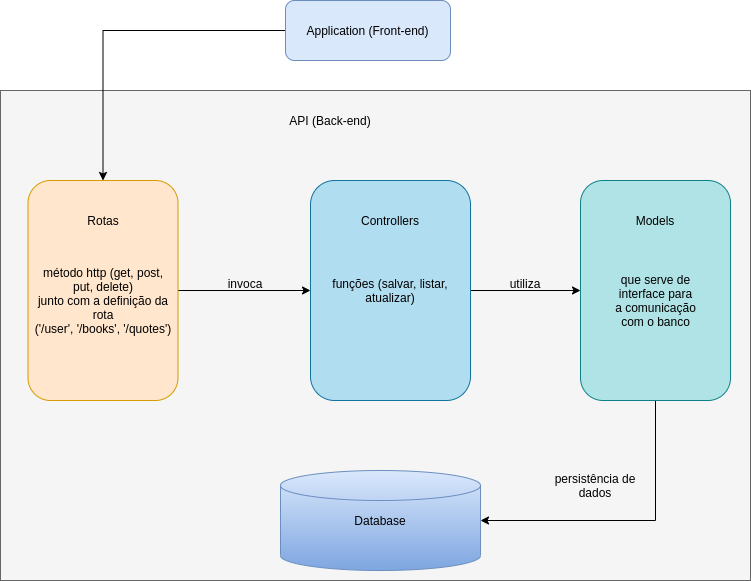 Application (Front-end)
API (Back-end)
Rotas
método http (get, post,
put, delete)
junto com a definição da
rota
('/user', '/books', '/quotes')
invoca
Controllers
funções (salvar, listar,
atualizar)
utiliza
Models
que serve de
interface para
a comunicação
com o banco
persistência de
dados
Database